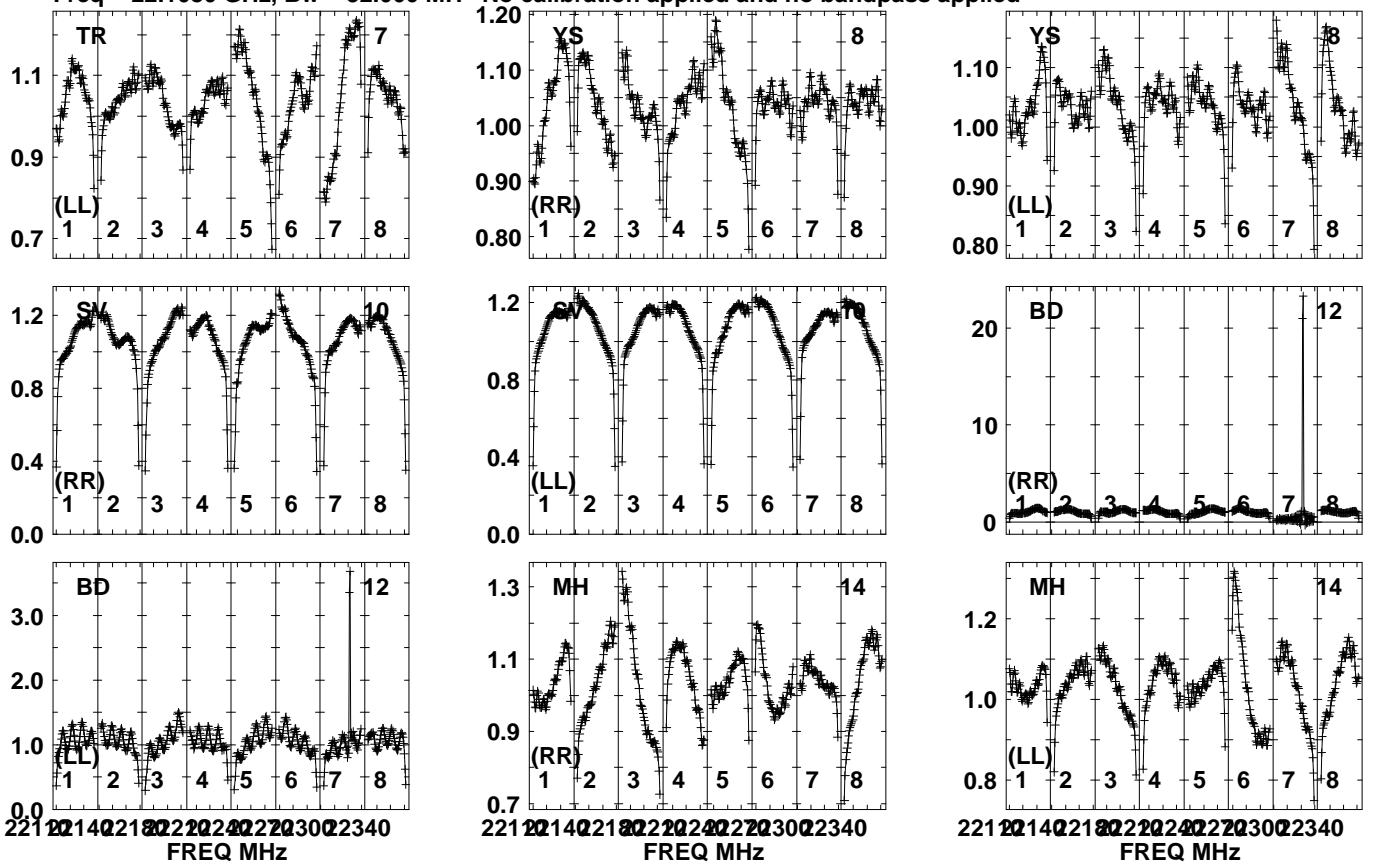 No calibration applied and no bandpass applied
TR 7
1.1
0.9
0.7
(LL)
1 2 3 4 5 6 7 8
YS 8
1.20
1.10
1.00
0.90
0.80
(RR)
1 2 3 4 5 6 7 8
YS 8
1.10
1.00
0.90
0.80
(LL)
1 2 3 4 5 6 7 8
SV 10
1.2
0.8
0.4
0.0
(RR)
1 2 3 4 5 6 7 8
SV 10
1.2
0.8
0.4
0.0
(LL)
1 2 3 4 5 6 7 8
BD 12
20
10
0
(RR)
1 2 3 4 5 6 7 8
BD 12
3.0
2.0
1.0
0.0
(LL)
1 2 3 4 5 6 7 8
FREQ MHz
MH 14
1.3
1.1
0.9
0.7
(RR)
1 2 3 4 5 6 7 8
FREQ MHz
MH 14
1.2
1.0
0.8
(LL)
1 2 3 4 5 6 7 8
FREQ MHz